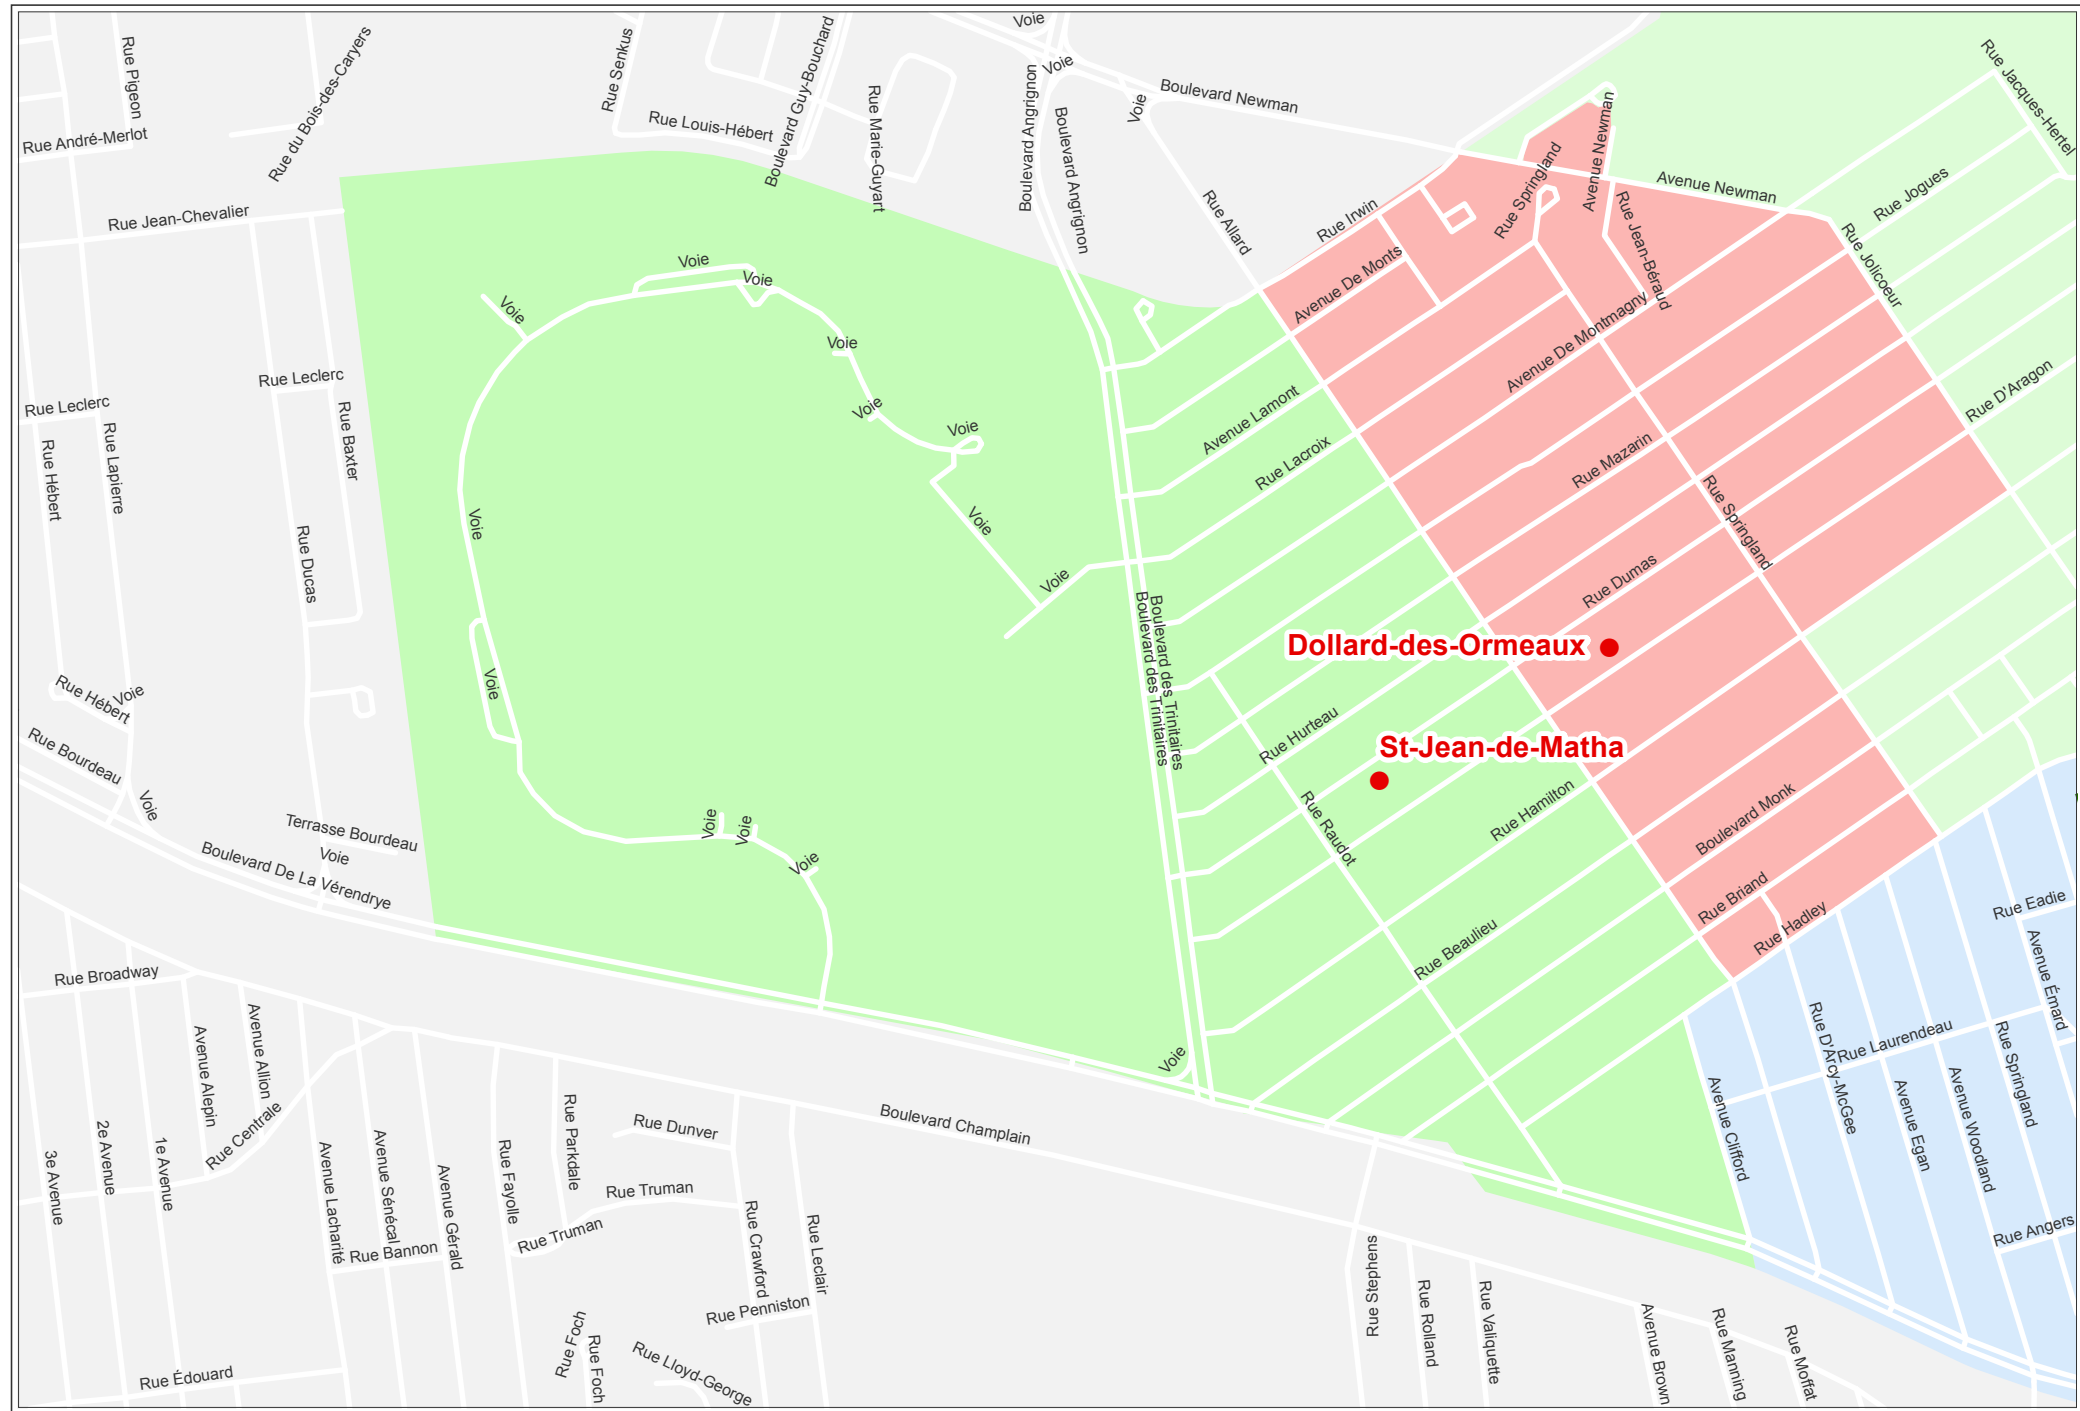 Voie
Rue Pigeon
Rue du Bois-des-Caryers
Rue Senkus
Boulevard Guy-Bouchard
Voie
Boulevard Angrignon
Boulevard Newman
Voie
Rue Jacques-Hertel
Rue André-Merlot
Rue Louis-Hébert
Rue Marie-Guyart
Boulevard Angrignon
Avenue Newman
Rue Springland
Avenue Newman
Rue Jogues
Rue Jean-Chevalier
Rue Allard
Rue Irwin
Rue Jean-Béraud
Rue Jolicoeur
Voie
Voie
Voie
Avenue De Monts
Avenue De Montmagny
Voie
Rue Leclerc
Rue Leclerc
Rue Baxter
Voie
Voie
Avenue Lamont
Rue D'Aragon
Rue Hébert
Rue Lapierre
Rue Lacroix
Rue Mazarin
Rue Springland
Voie
Voie
Rue Ducas
Voie
Rue Dumas
Boulevard des Trinitaires
Boulevard des Trinitaires
Dollard-des-Ormeaux
Rue Hébert
Voie
Voie
Rue Hurteau
St-Jean-de-Matha
Rue Bourdeau
Voie
Terrasse Bourdeau
Voie
Voie
Voie
Voie
Rue Raudot
Rue Hamilton
Boulevard Monk
Boulevard De La Vérendrye
Rue Briand
Rue Hadley
Rue Eadie
Rue Beaulieu
Avenue Émard
Rue Broadway
Avenue Alepin
Avenue Allion
Rue Centrale
Voie
Rue D'Arcy-McGee
Rue Laurendeau
Rue Springland
Avenue Clifford
Avenue Egan
Avenue Woodland
3e Avenue
2e Avenue
1e Avenue
Avenue Lacharité
Avenue Sénécal
Avenue Gérald
Rue Fayolle
Rue Parkdale
Rue Dunver
Boulevard Champlain
Rue Truman
Rue Truman
Rue Bannon
Rue Crawford
Rue Leclair
Rue Angers
Rue Stephens
Rue Rolland
Rue Valiquette
Avenue Brown
Rue Manning
Rue Moffat
Rue Penniston
Rue Foch
Rue Foch
Rue Lloyd-George
Rue Édouard